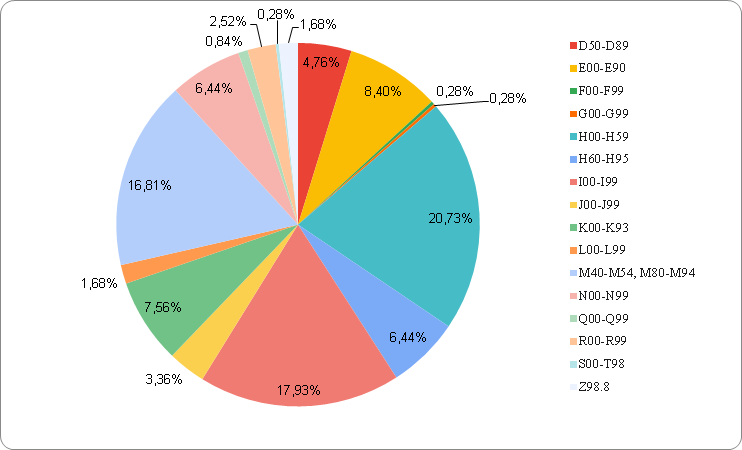 0,28%
2,52%
1,68%
0,84%
4,76%
6,44%
8,40%
0,28%
0,28%
16,81%
20,73%
1,68%
7,56%
6,44%
3,36%
17,93%
D50-D89
E00-E90
F00-F99
G00-G99
H00-H59
H60-H95
I00-I99
J00-J99
K00-K93
L00-L99
M40-M54, M80-M94
N00-N99
Q00-Q99
R00-R99
S00-T98
Z98.8